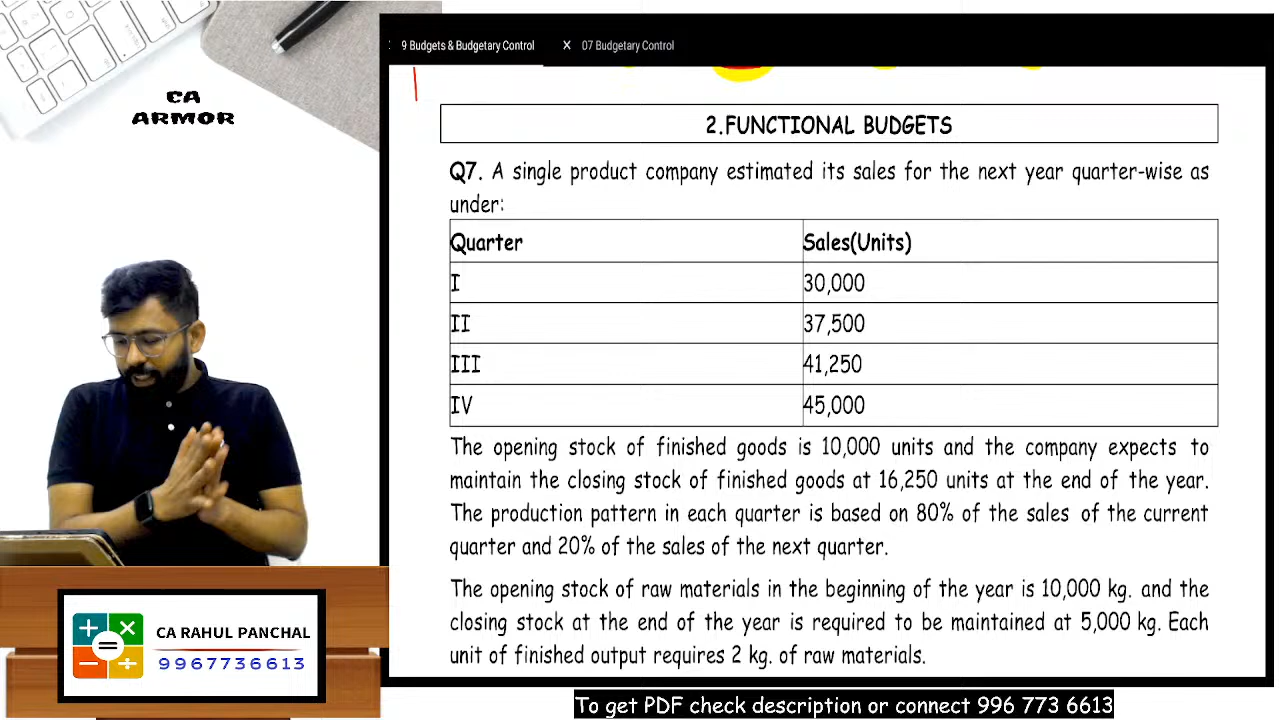 9 Budgets & Budgetary Control
07 Budgetary Control
CA
ARMOR
2.FUNCTIONAL BUDGETS
Q7. A single product company estimated its sales for the next year quarter-wise as
under:
Quarter Sales(Units)
I 30,000
II 37,500
III 41,250
IV 45,000
The opening stock of finished goods is 10,000 units and the company expects to
maintain the closing stock of finished goods at 16,250 units at the end of the year.
The production pattern in each quarter is based on 80% of the sales of the current
quarter and 20% of the sales of the next quarter.
The opening stock of raw materials in the beginning of the year is 10,000 kg. and the
closing stock at the end of the year is required to be maintained at 5,000 kg. Each
unit of finished output requires 2 kg. of raw materials.
CA RAHUL PANCHAL
9967736613
To get PDF check description or connect 996 773 6613